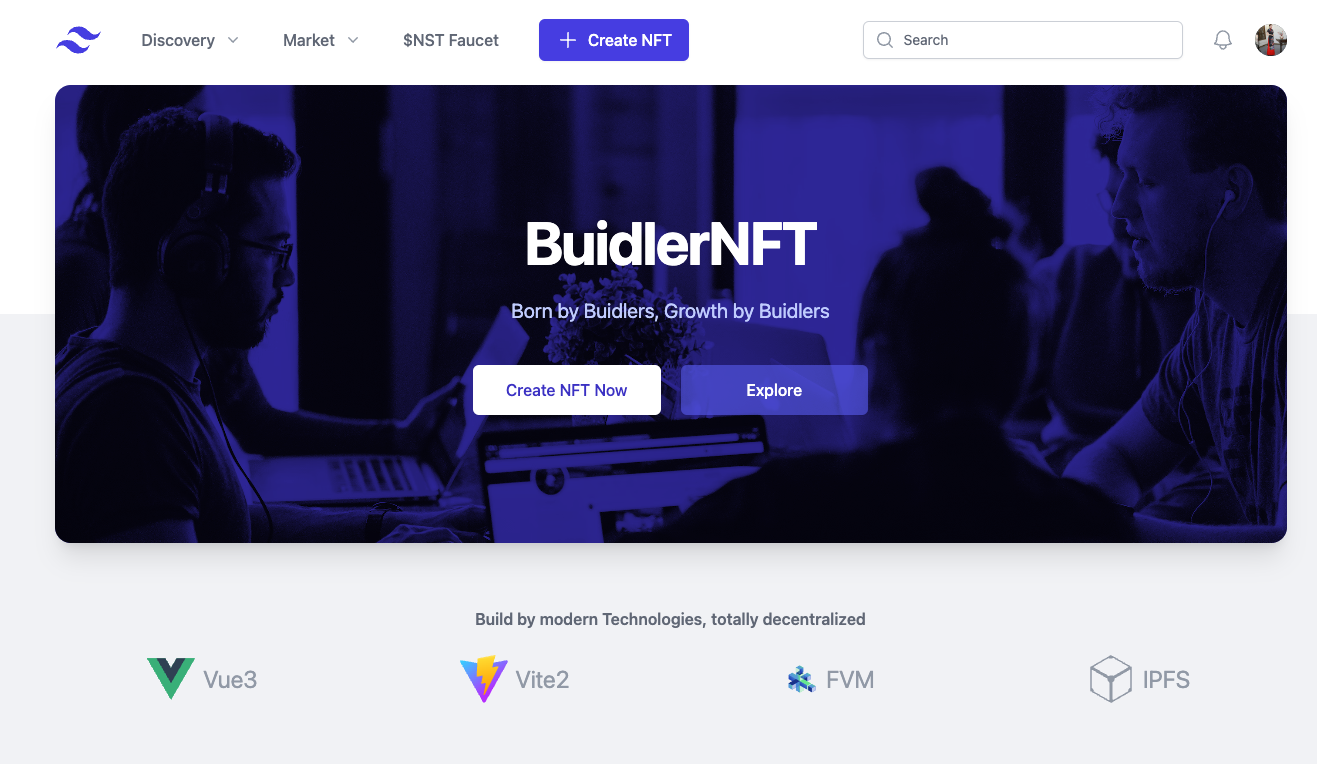 Discovery Market $NST Faucet Create NFT Search
BuidlerNFT
Born by Buidlers, Growth by Buidlers
Create NFT Now Explore
Build by modern Technologies, totally decentralized
Vue3 Vite2 FVM IPFS